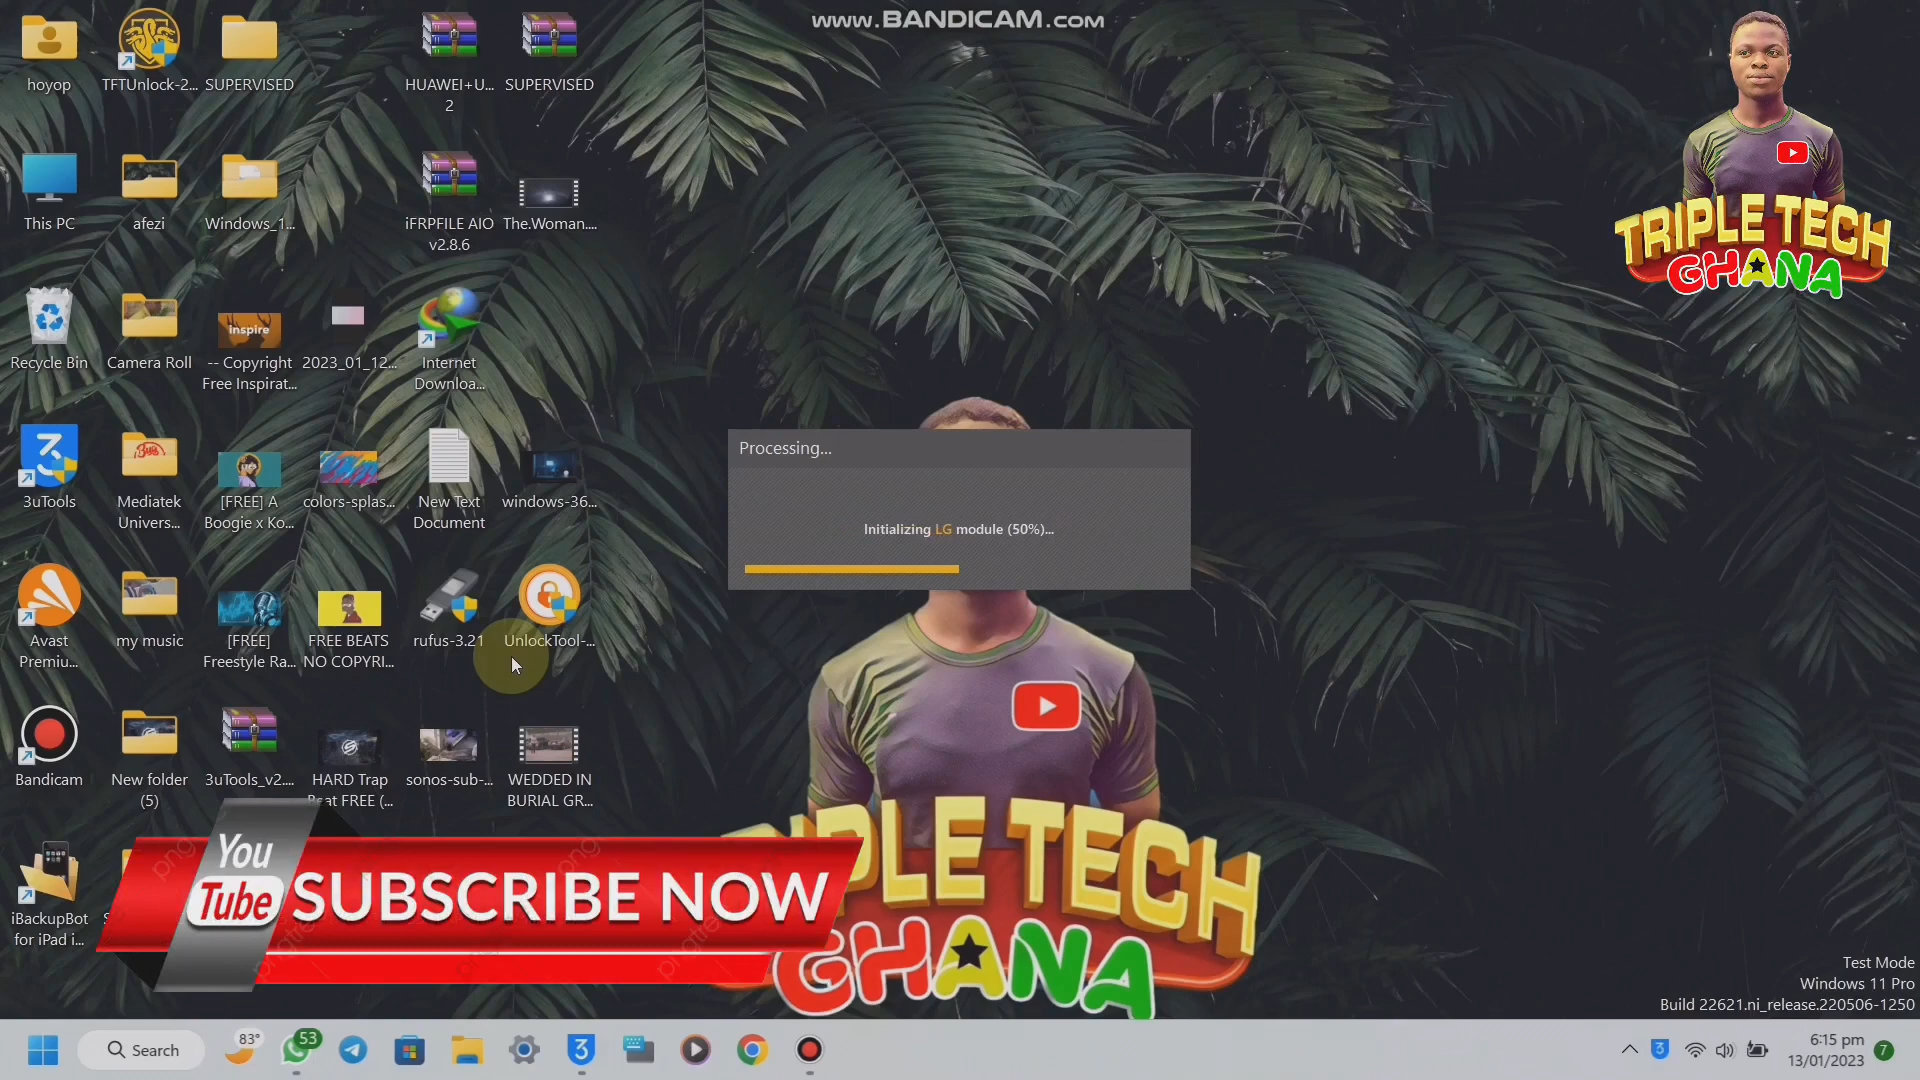 www.BANDICAM.com
hoyop
TFTUnlock-2...
SUPERVISED
HUAWEI+U...
2
SUPERVISED
This PC
afezi
Windows_1...
iFRPFILE AIO
v2.8.6
The.Woman....
TRIPLE TECH
GHANA
Recycle Bin
Camera Roll
inspire
-- Copyright
Free Inspirat...
2023_01_12...
Internet
Downloa...
3uTools
Mediatek
Univers...
[FREE] A
Boogie x Ko...
colors-splas...
New Text
Document
windows-36...
Processing...
Initializing LG module (50%)...
Avast
Premiu...
my music
[FREE]
Freestyle Ra...
FREE BEATS
NO COPYRI...
rufus-3.21
UnlockTool-...
Bandicam
New folder
(5)
3uTools_v2....
HARD Trap
Beat FREE (...
sonos-sub-...
WEDDED IN
BURIAL GR...
iBackupBot
for iPad i...
You
Tube
SUBSCRIBE NOW
TRIPLE TECH
GHANA
Test Mode
Windows 11 Pro
Build 22621.ni_release.220506-1250
83°
Search
53
6:15 pm
13/01/2023
7